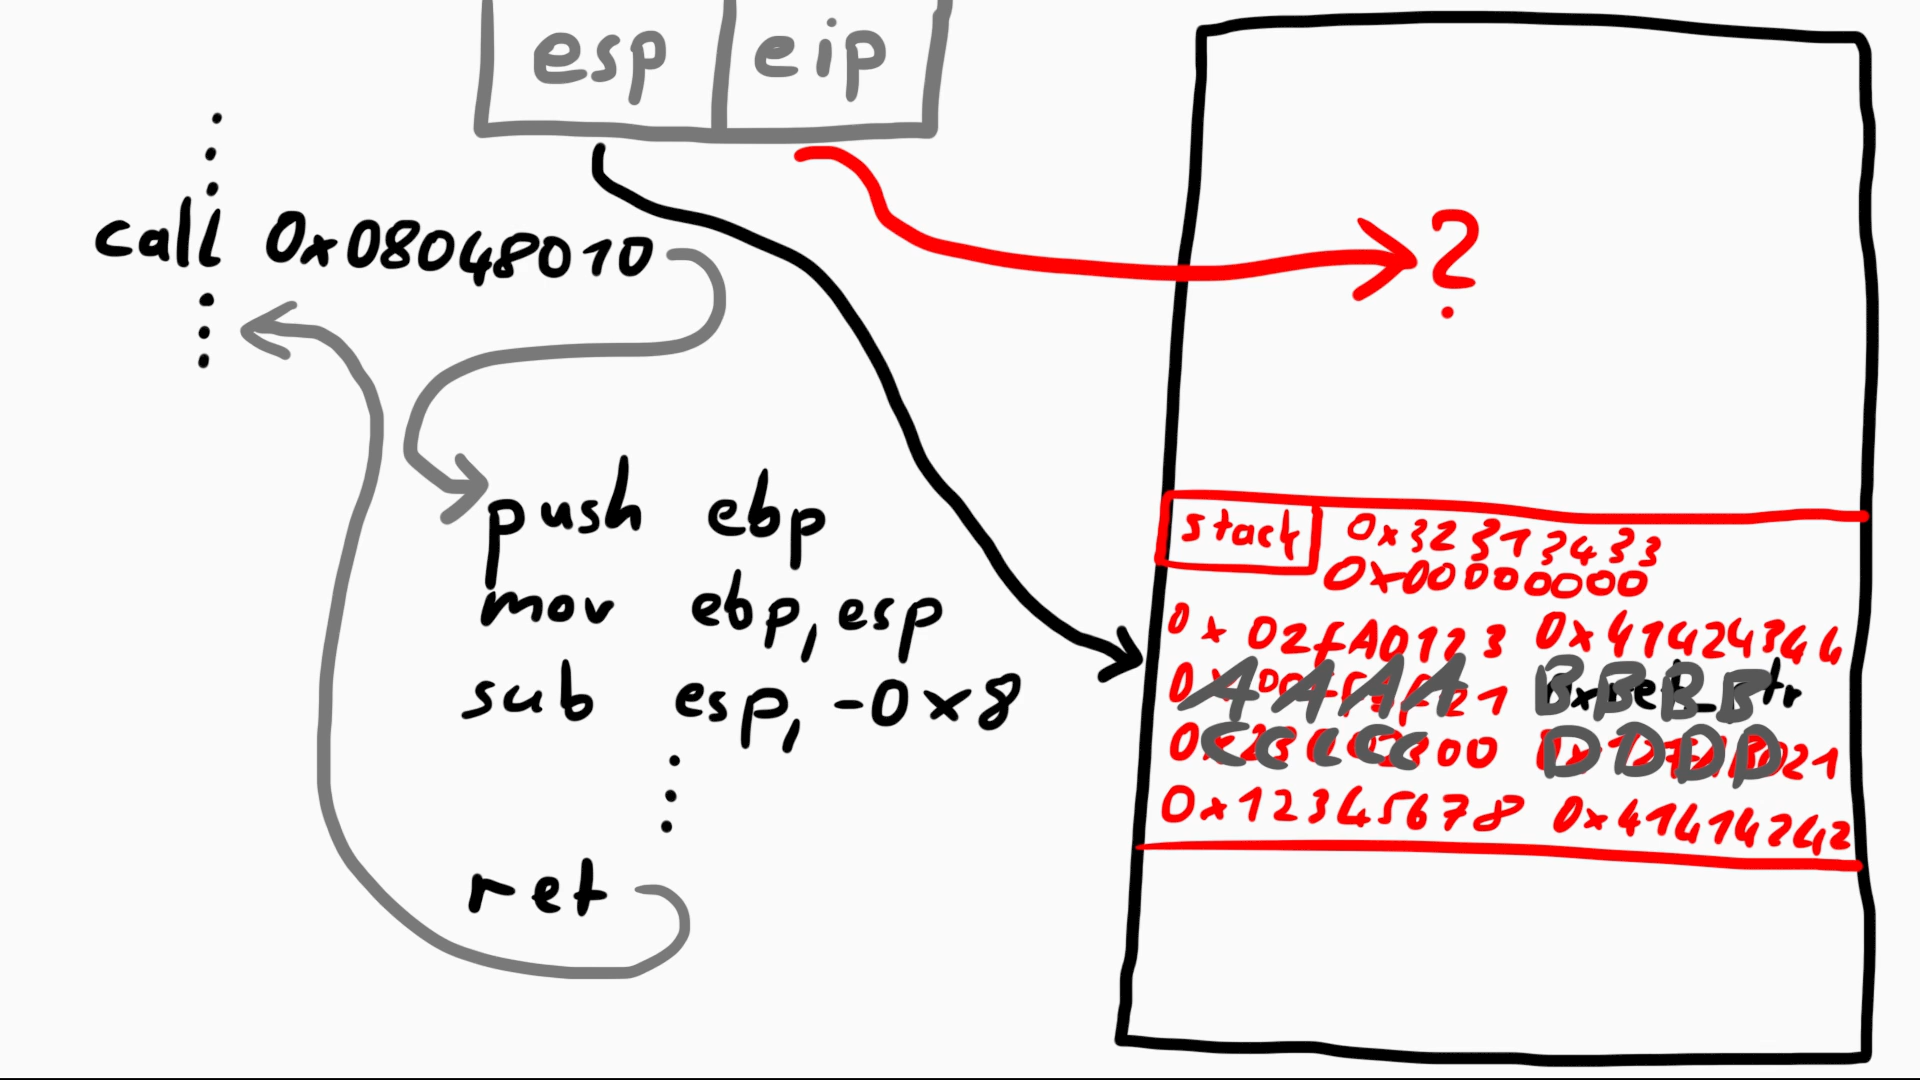 esp eip
call 0x08048010
?
push ebp
mov ebp, esp
sub esp, -0x8
ret
stack 0x32313433
0x00000000
0x02fA0123 0x41424344
AAAA BBBB
CCCC DDDD
0x12345678 0x41414242